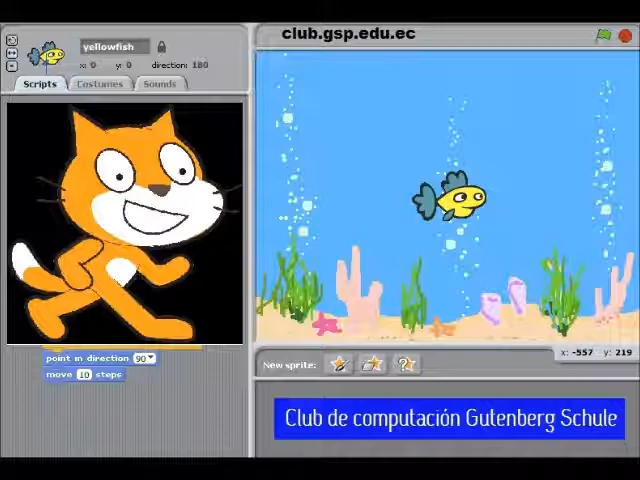 club.gsp.edu.ec
yellowfish
x: 0 y: 0 direction: 180
Scripts Costumes Sounds
point in direction 90
move 10 steps
x: -557 y: 219
New sprite:
Club de computación Gutenberg Schule